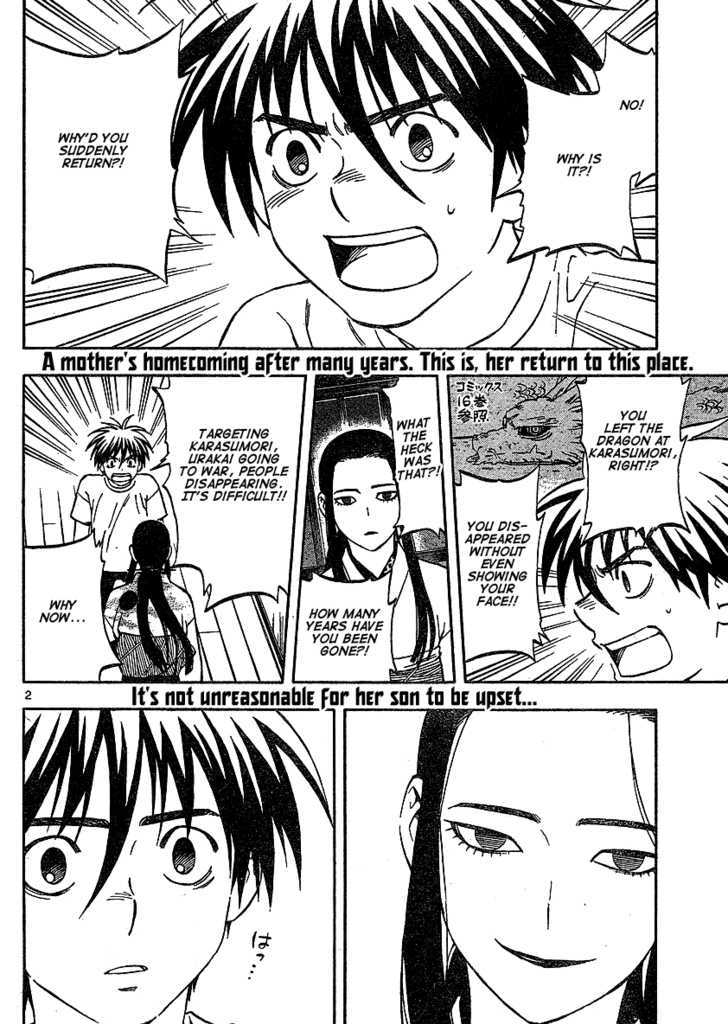 NO!
WHY IS
IT?!
WHY'D YOU
SUDDENLY
RETURN?!
A mother's homecoming after many years. This is, her return to this place.
YOU
LEFT THE
DRAGON AT
KARASUMORI,
RIGHT!?
コミックス
16巻
参照
YOU DIS-
APPEARED
WITHOUT
EVEN
SHOWING
YOUR
FACE!!
WHAT
THE
HECK
WAS
THAT?!
HOW MANY
YEARS HAVE
YOU BEEN
GONE?!
TARGETING
KARASUMORI,
URAKAI GOING
TO WAR, PEOPLE
DISAPPEARING.
IT'S DIFFICULT!!
WHY
NOW...
2
It's not unreasonable for her son to be upset...
はっ…